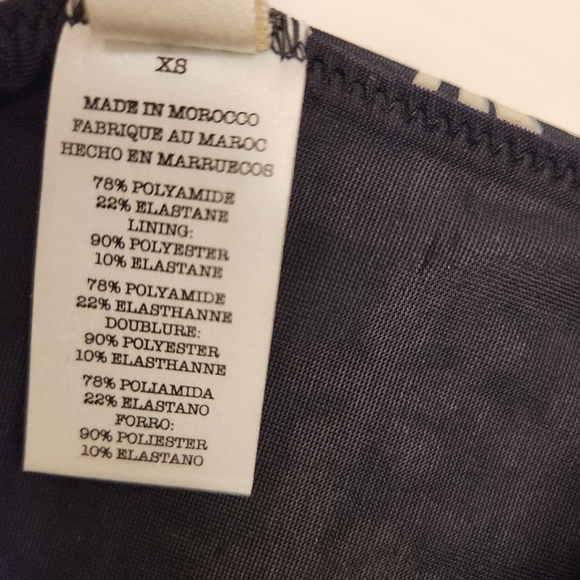 XS
MADE IN MOROCCO
FABRIQUE AU MAROC
HECHO EN MARRUECOS
78% POLYAMIDE
22% ELASTANE
LINING:
90% POLYESTER
10% ELASTANE
78% POLYAMIDE
22% ELASTHANNE
DOUBLURE:
90% POLYESTER
10% ELASTHANNE
78% POLIAMIDA
22% ELASTANO
FORRO:
90% POLIESTER
10% ELASTANO